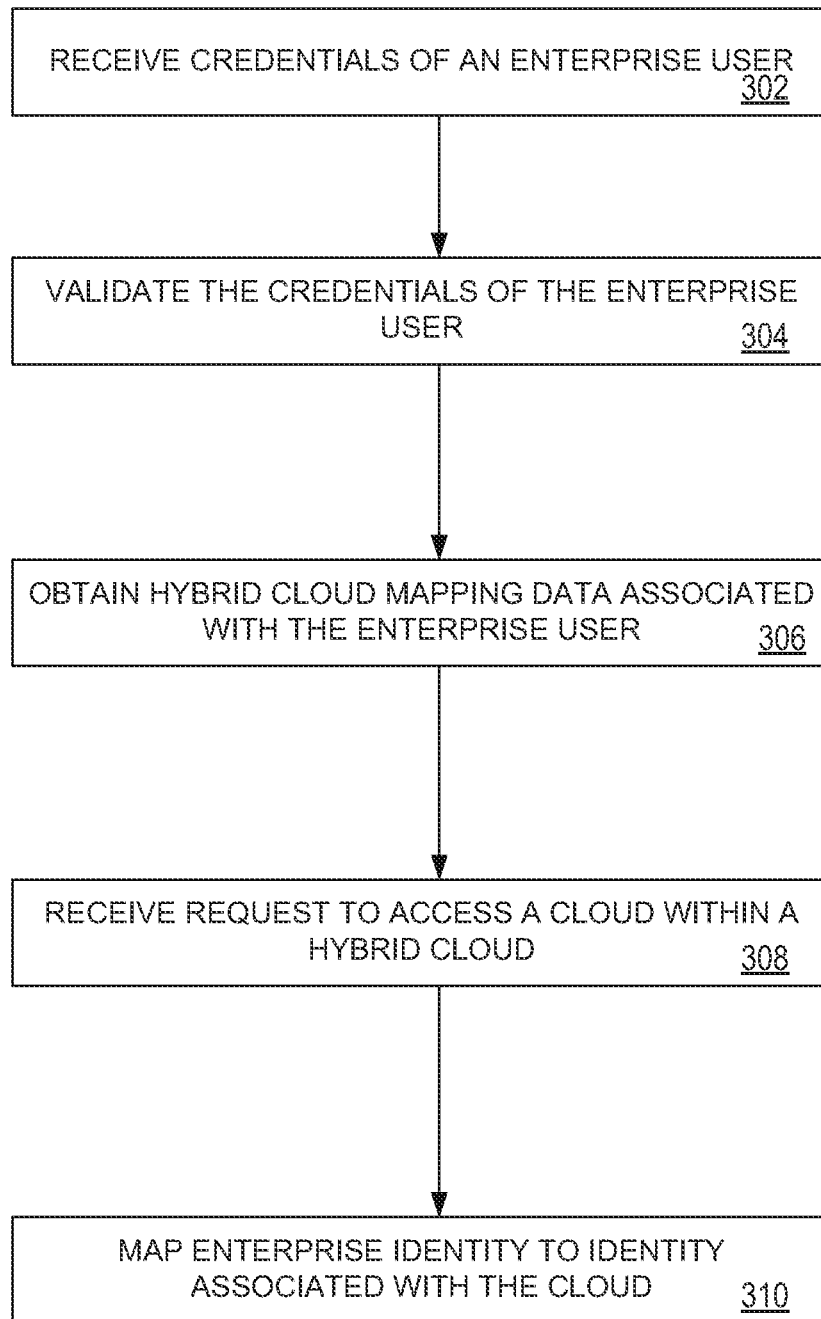 RECEIVE CREDENTIALS OF AN ENTERPRISE USER
302
VALIDATE THE CREDENTIALS OF THE ENTERPRISE
USER
304
OBTAIN HYBRID CLOUD MAPPING DATA ASSOCIATED
WITH THE ENTERPRISE USER
306
RECEIVE REQUEST TO ACCESS A CLOUD WITHIN A
HYBRID CLOUD
308
MAP ENTERPRISE IDENTITY TO IDENTITY
ASSOCIATED WITH THE CLOUD
310